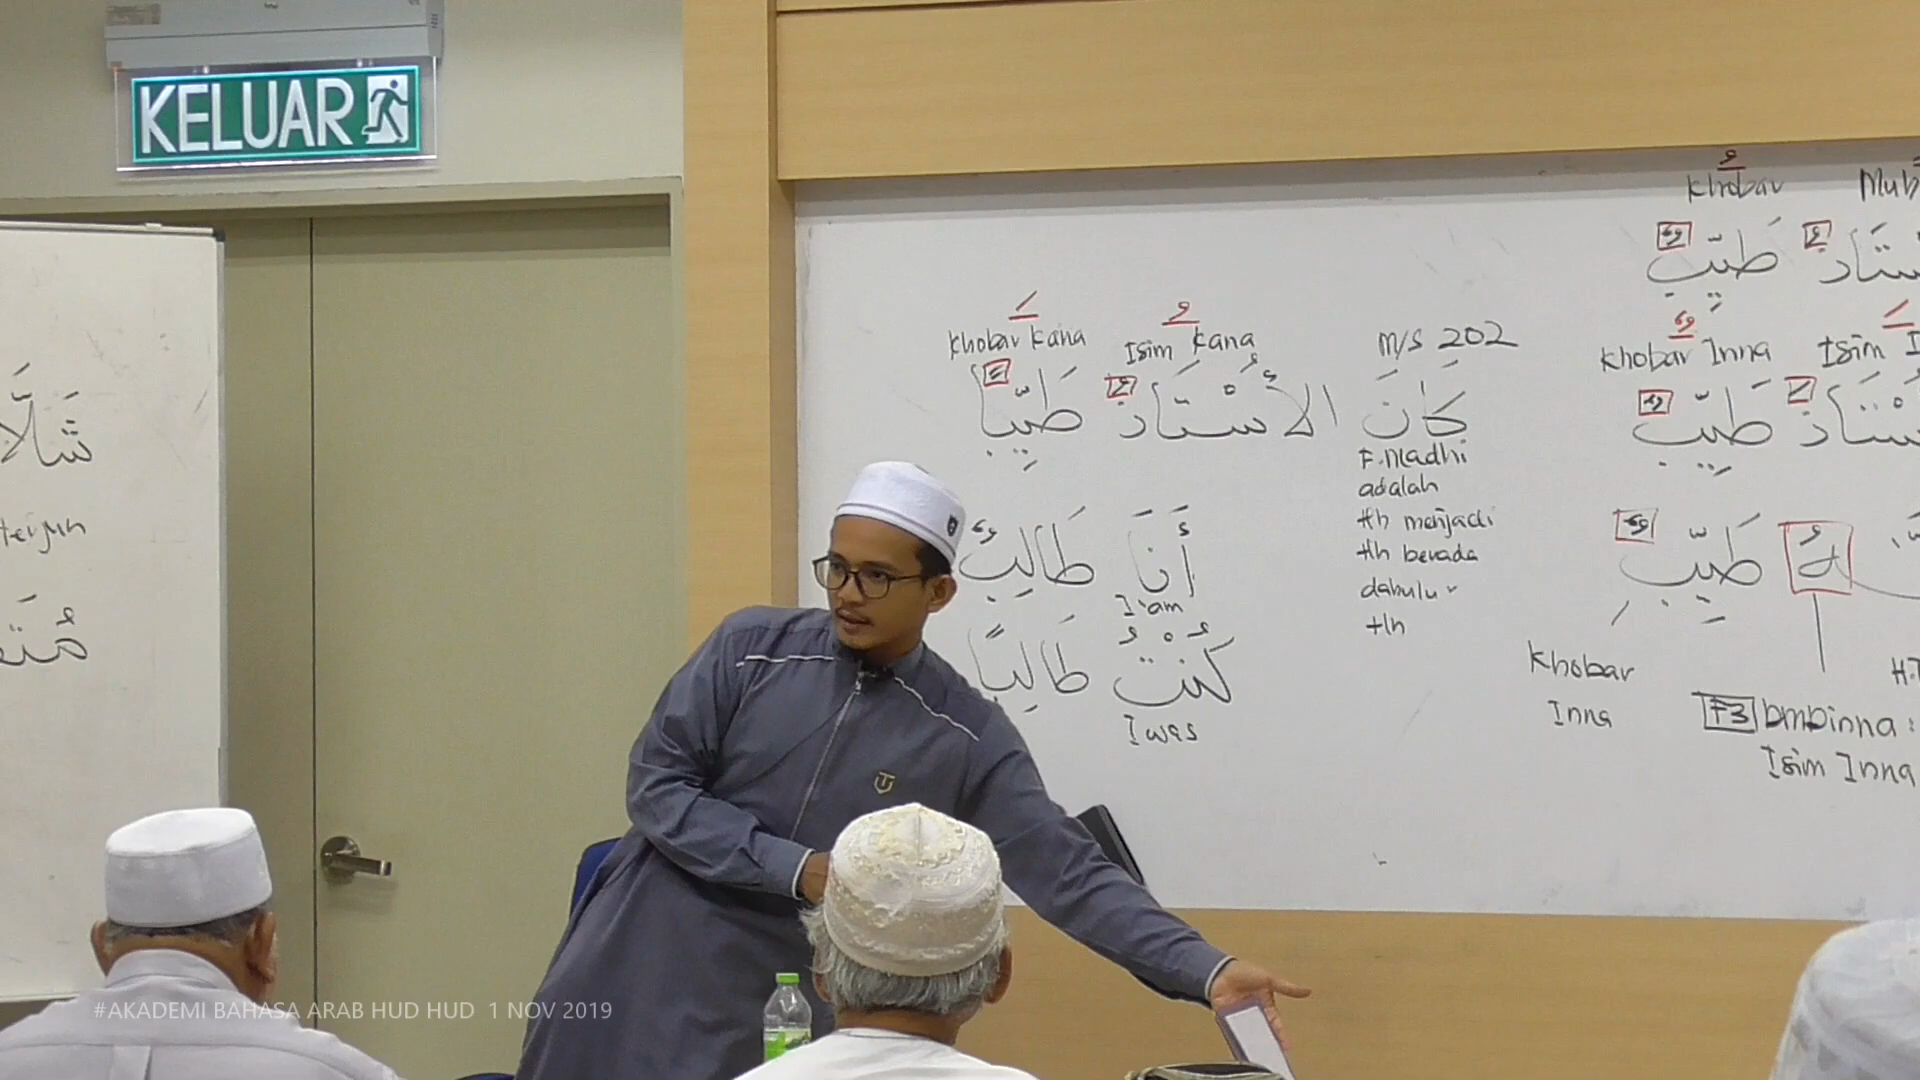 KELUAR
شَلَّا
terjun
Khobar
Khobar Kana
Isim Kana
m/s 202
كَانَ الأُسْتَاذُ طَيِّبًا
F. Madhi
adalah
tlh menjadi
tlh berada
dahulu
tlh
أَنَا طَالِبٌ
I'am
كُنْتُ طَالِبًا
I was
طَيِّبٌ
Khobar Inna
Isim
طَيِّبٌ
طَيِّبٌ
Khobar
Inna
F3 bmbinna:
Isim Inna
#AKADEMI BAHASA ARAB HUD HUD 1 NOV 2019